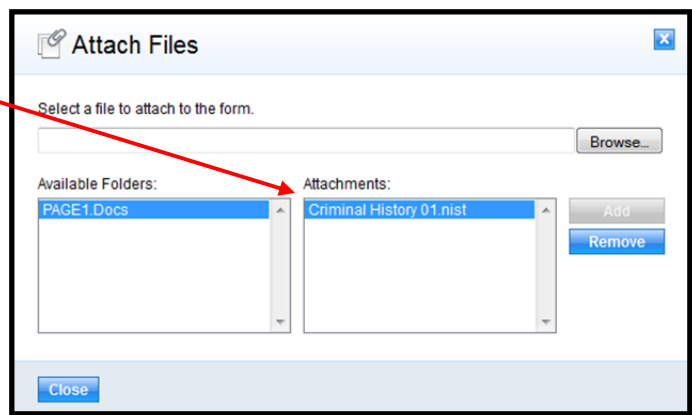 Attach Files
x
Select a file to attach to the form.
Browse...
Available Folders: Attachments:
PAGE1.Docs Criminal History 01.nist Add
Remove
Close